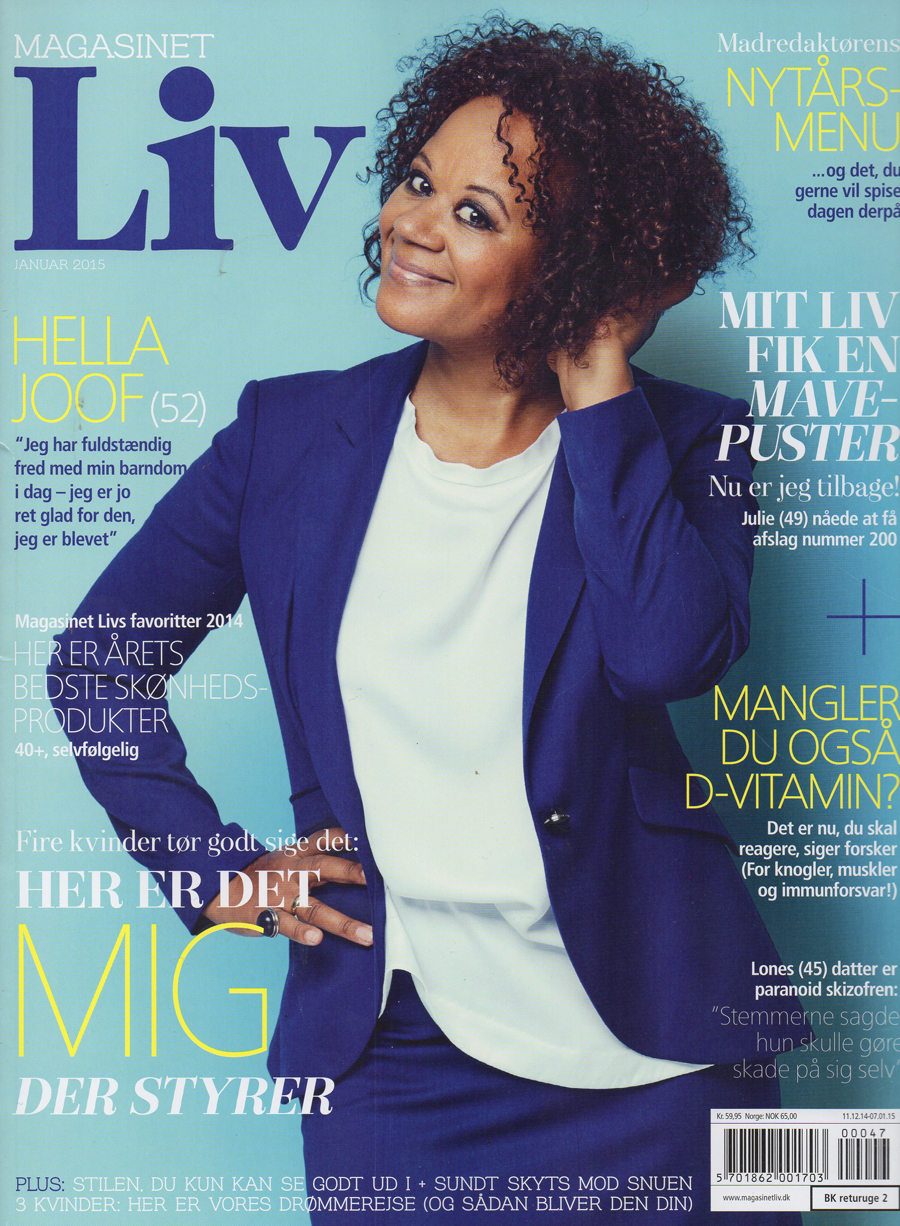 MAGASINET
Liv
JANUAR 2015
HELLA
JOOF (52)
“Jeg har fuldstændig
fred med min barndom
i dag – jeg er jo
ret glad for den,
jeg er blevet”
Magasinet Livs favoritter 2014
HER ER ÅRETS
BEDSTE SKØNHEDS-
PRODUKTER
40+, selvfølgelig
Fire kvinder tør godt sige det:
HER ER DET
MIG
DER STYRER
Madredaktørens
NYTÅRS-
MENU
...og det, du
gerne vil spise
dagen derpå
MIT LIV
FIK EN
MAVE-
PUSTER
Nu er jeg tilbage!
Julie (49) nåede at få
afslag nummer 200
+
MANGLER
DU OGSÅ
D-VITAMIN?
Det er nu, du skal
reagere, siger forsker
(For knogler, muskler
og immunforsvar!)
Lones (45) datter er
paranoid skizofren:
”Stemmerne sagde
hun skulle gøre
skade på sig selv”
PLUS: STILEN, DU KUN KAN SE GODT UD I + SUNDT SKYTS MOD SNUEN
3 KVINDER: HER ER VORES DRØMMEREJSE (OG SÅDAN BLIVER DEN DIN)
Kr. 59,95 Norge: NOK 65,00 11.12.14-07.01.15
00047
5 701862 001703
www.magasinetliv.dk
BK returuge 2